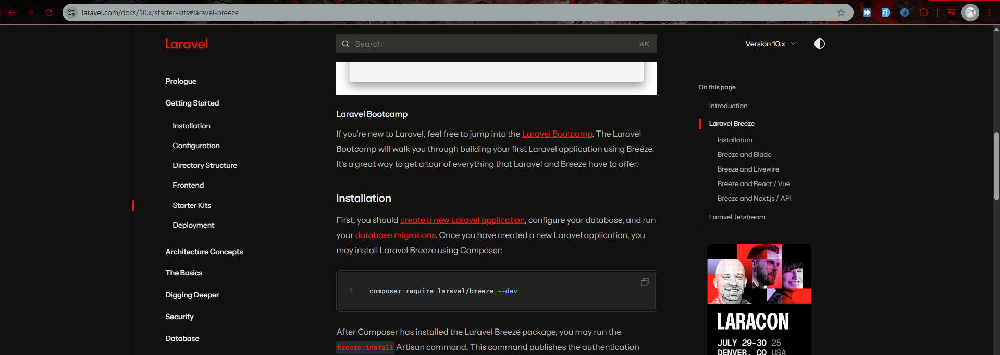 laravel.com/docs/10.x/starter-kits#laravel-breeze
Laravel
Search
⌘K
Version 10.x
Prologue
Getting Started
Installation
Configuration
Directory Structure
Frontend
Starter Kits
Deployment
Architecture Concepts
The Basics
Digging Deeper
Security
Database
Laravel Bootcamp
If you're new to Laravel, feel free to jump into the Laravel Bootcamp. The Laravel
Bootcamp will walk you through building your first Laravel application using Breeze.
It's a great way to get a tour of everything that Laravel and Breeze have to offer.
Installation
First, you should create a new Laravel application, configure your database, and run
your database migrations. Once you have created a new Laravel application, you
may install Laravel Breeze using Composer:
1 composer require laravel/breeze --dev
After Composer has installed the Laravel Breeze package, you may run the
breeze:install Artisan command. This command publishes the authentication
On this page
Introduction
Laravel Breeze
Installation
Breeze and Blade
Breeze and Livewire
Breeze and React / Vue
Breeze and Next.js / API
Laravel Jetstream
LARACON
JULY 29-30 25
DENVER, CO USA